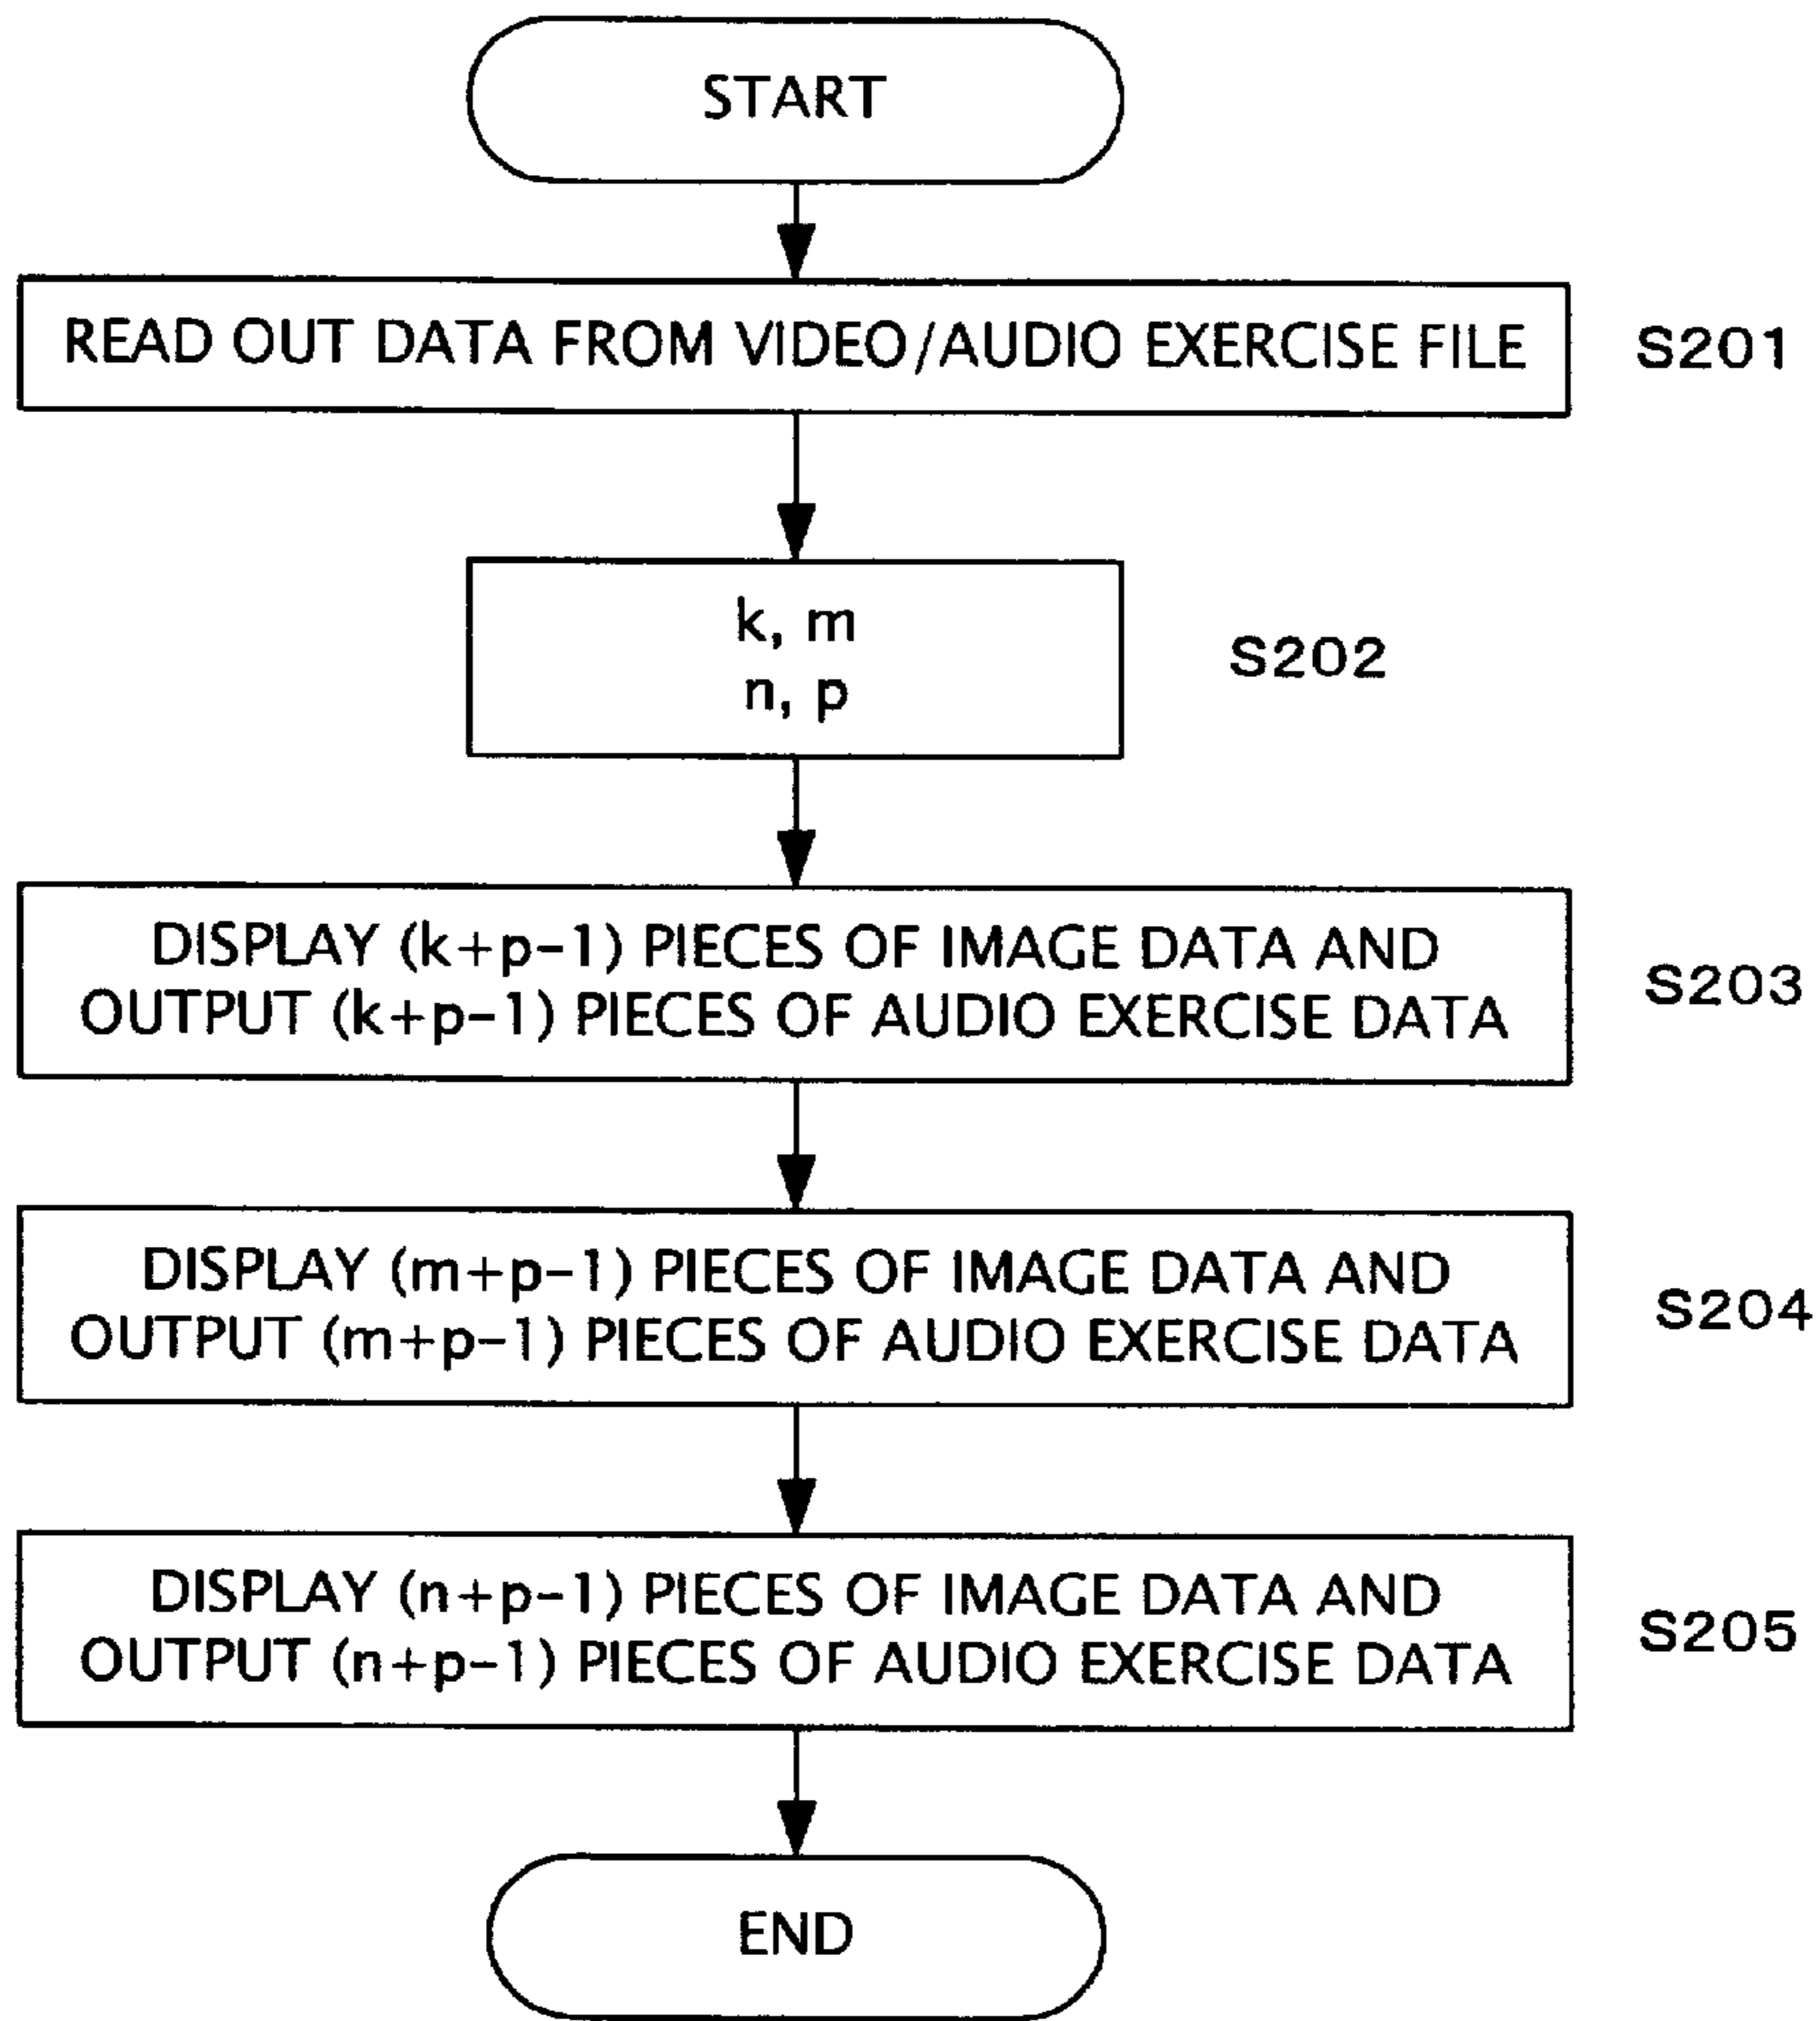 START
READ OUT DATA FROM VIDEO/AUDIO EXERCISE FILE
S201
k, m
n, p
S202
DISPLAY (k+p-1) PIECES OF IMAGE DATA AND
OUTPUT (k+p-1) PIECES OF AUDIO EXERCISE DATA
S203
DISPLAY (m+p-1) PIECES OF IMAGE DATA AND
OUTPUT (m+p-1) PIECES OF AUDIO EXERCISE DATA
S204
DISPLAY (n+p-1) PIECES OF IMAGE DATA AND
OUTPUT (n+p-1) PIECES OF AUDIO EXERCISE DATA
S205
END